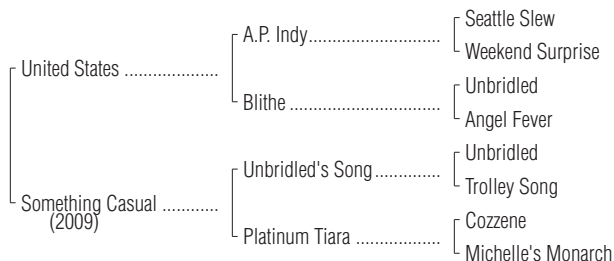 Seattle Slew
A.P. Indy............................
Weekend Surprise
United States ....................
Unbridled
Blithe ................................
Angel Fever
Unbridled
Unbridled's Song..............
Trolley Song
Something Casual ............
(2009)
Cozzene
Platinum Tiara ..................
Michelle's Monarch